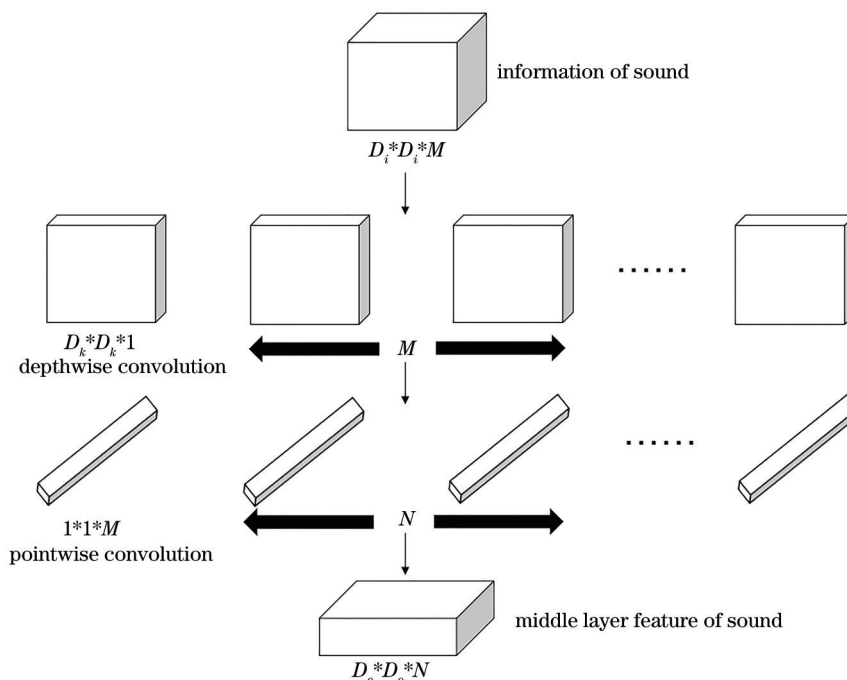 information of sound
D_i*D_i*M
......
D_k*D_k*1
depthwise convolution
M
......
1*1*M
pointwise convolution
N
middle layer feature of sound
D_o*D_o*N